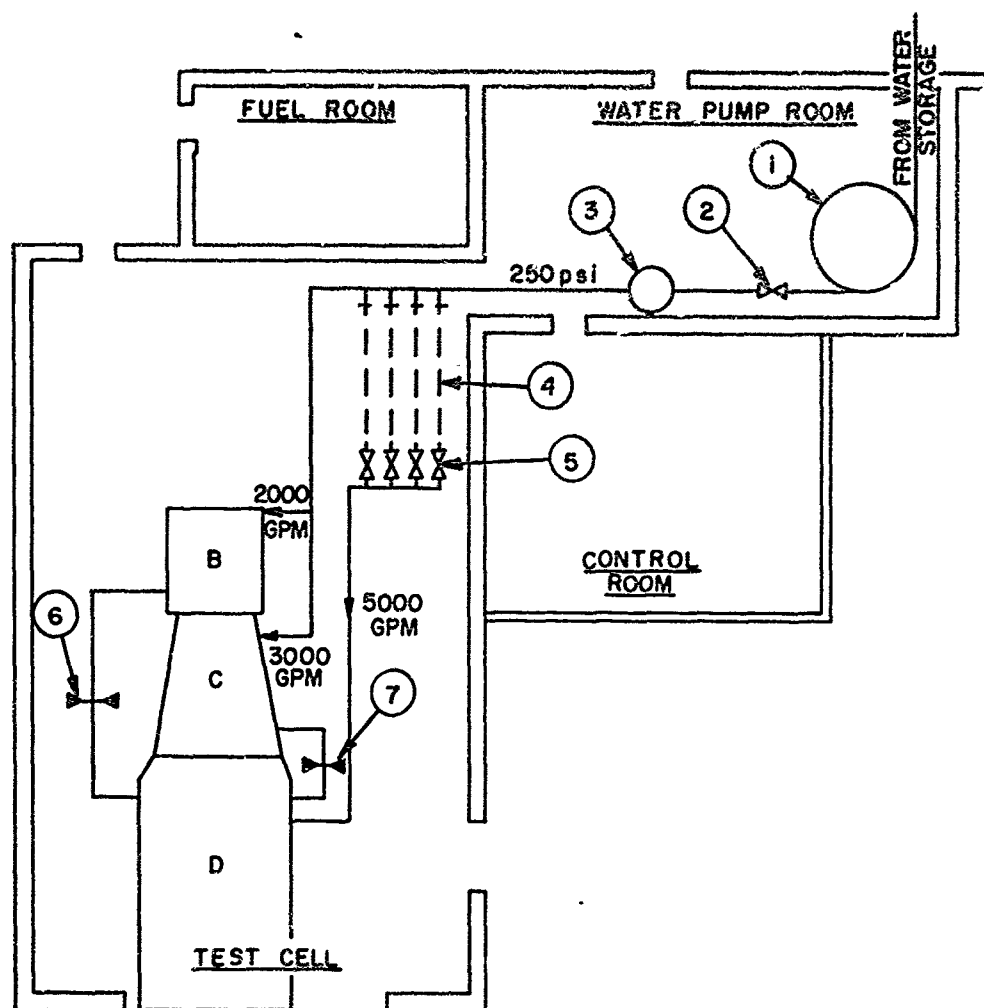 FUEL ROOM
WATER PUMP ROOM
FROM WATER
STORAGE
1
2
3
250 psi
4
5
2000
GPM
B
CONTROL
ROOM
5000
GPM
6
3000
GPM
C
7
D
TEST CELL